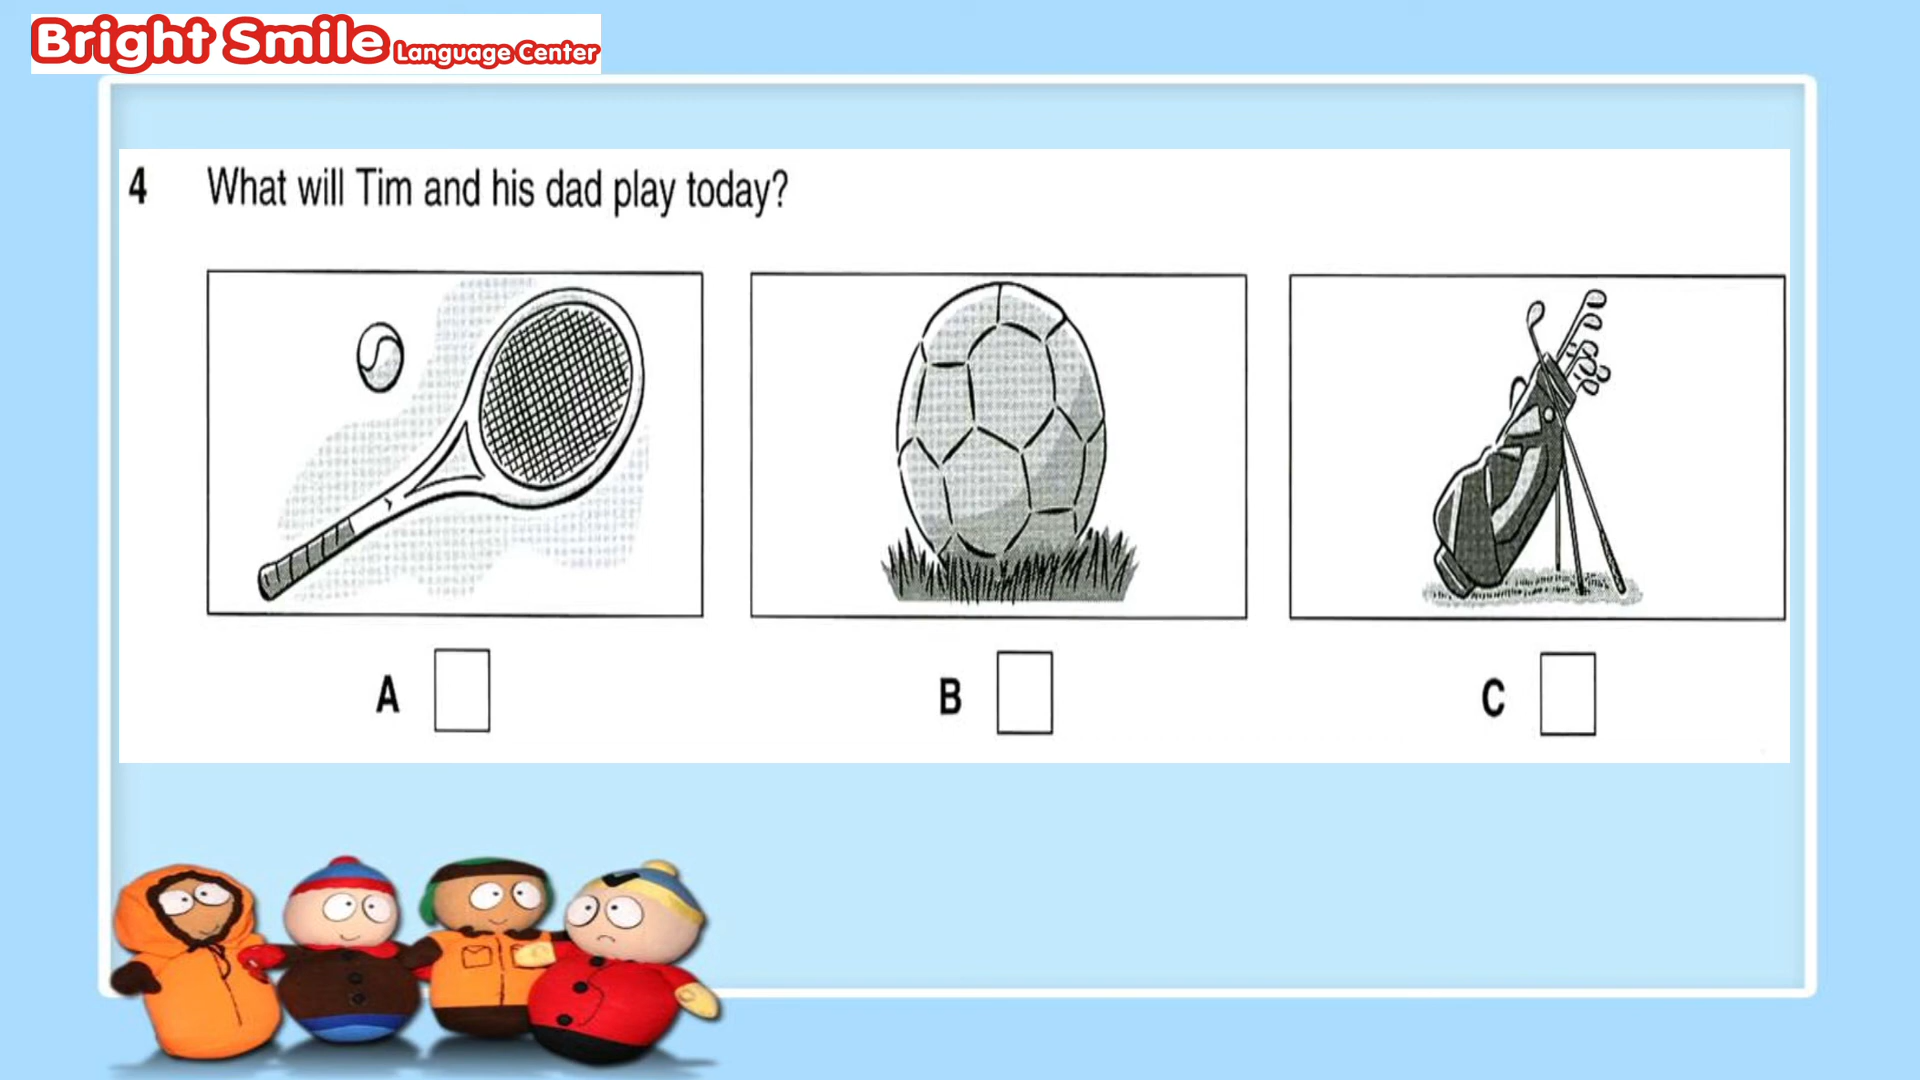 Bright Smile Language Center
4 What will Tim and his dad play today?
A
B
C